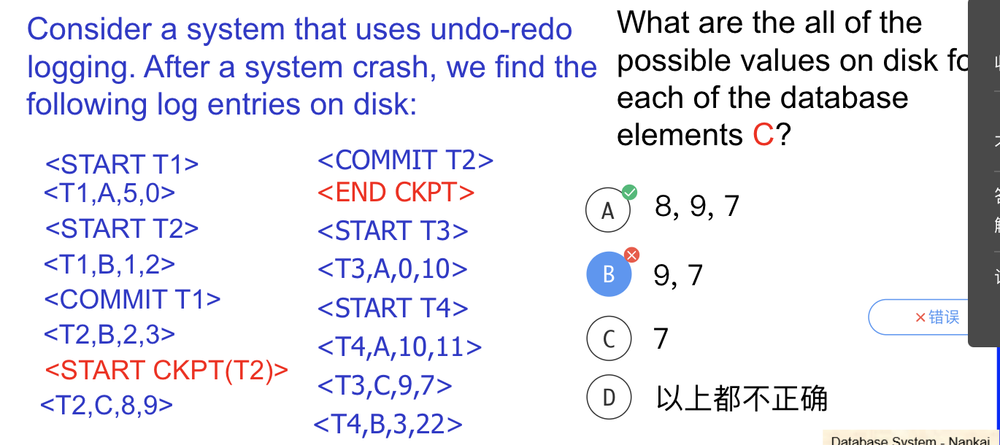 Consider a system that uses undo-redo
logging. After a system crash, we find the
following log entries on disk:
<START T1>
<T1,A,5,0>
<START T2>
<T1,B,1,2>
<COMMIT T1>
<T2,B,2,3>
<START CKPT(T2)>
<T2,C,8,9>
<COMMIT T2>
<END CKPT>
<START T3>
<T3,A,0,10>
<START T4>
<T4,A,10,11>
<T3,C,9,7>
<T4,B,3,22>
What are the all of the
possible values on disk fo
each of the database
elements C?
A 8, 9, 7
B 9, 7
C 7
D 以上都不正确
×错误
Database System - Nankai